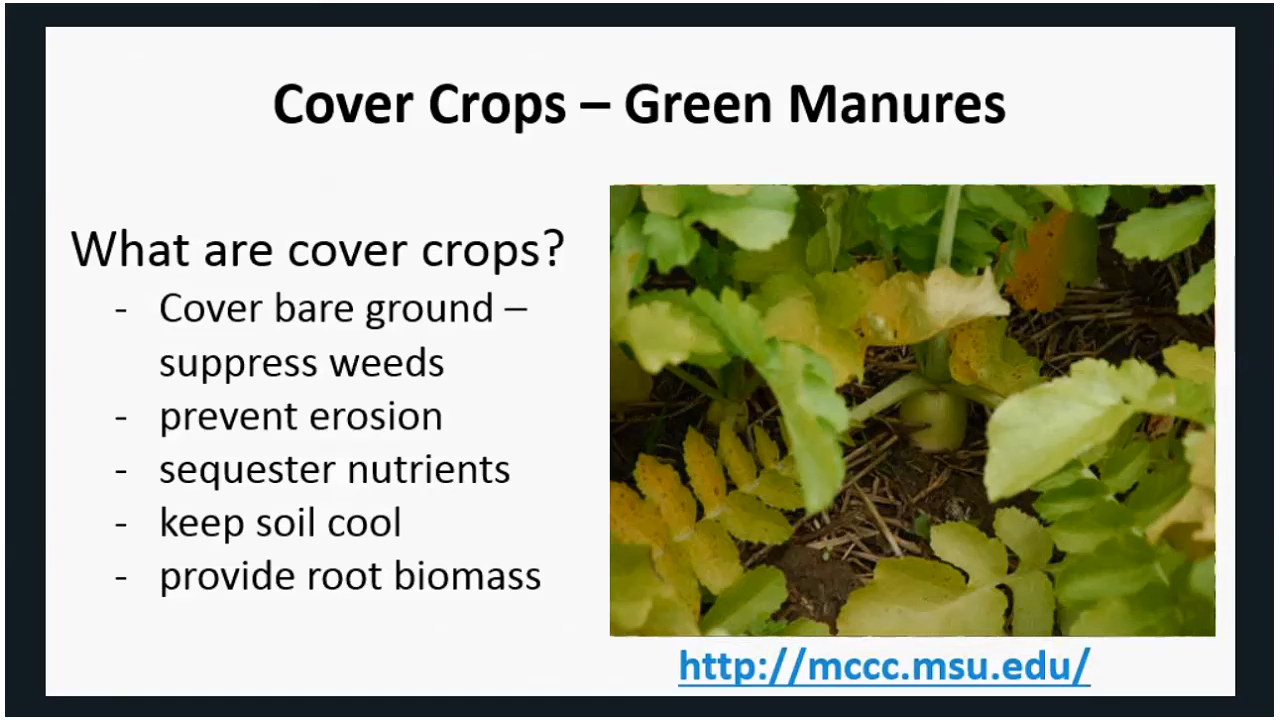 Cover Crops – Green Manures
What are cover crops?
- Cover bare ground –
suppress weeds
- prevent erosion
- sequester nutrients
- keep soil cool
- provide root biomass
http://mccc.msu.edu/